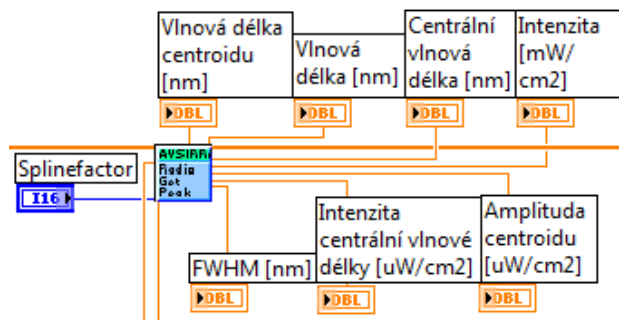 Vlnová délka
centroidu
[nm]
Vlnová
délka [nm]
Centrální
vlnová
délka [nm]
Intenzita
[mW/
cm2]
DBL
DBL
DBL
DBL
Splinefactor
I16
AVSIRR
Radio
Get
Peak
FWHM [nm]
Intenzita
centrální vlnové
délky [uW/cm2]
Amplituda
centroidu
[uW/cm2]
DBL
DBL
DBL